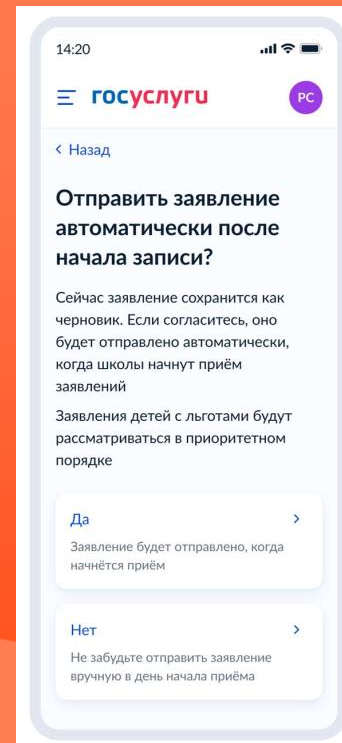 14:20
госуслуги
РС
Назад
Отправить заявление
автоматически после
начала записи?
Сейчас заявление сохранится как
черновик. Если согласитесь, оно
будет отправлено автоматически,
когда школы начнут приём
заявлений
Заявления детей с льготами будут
рассматриваться в приоритетном
порядке
Да
Заявление будет отправлено, когда
начнётся приём
Нет
Не забудьте отправить заявление
вручную в день начала приёма